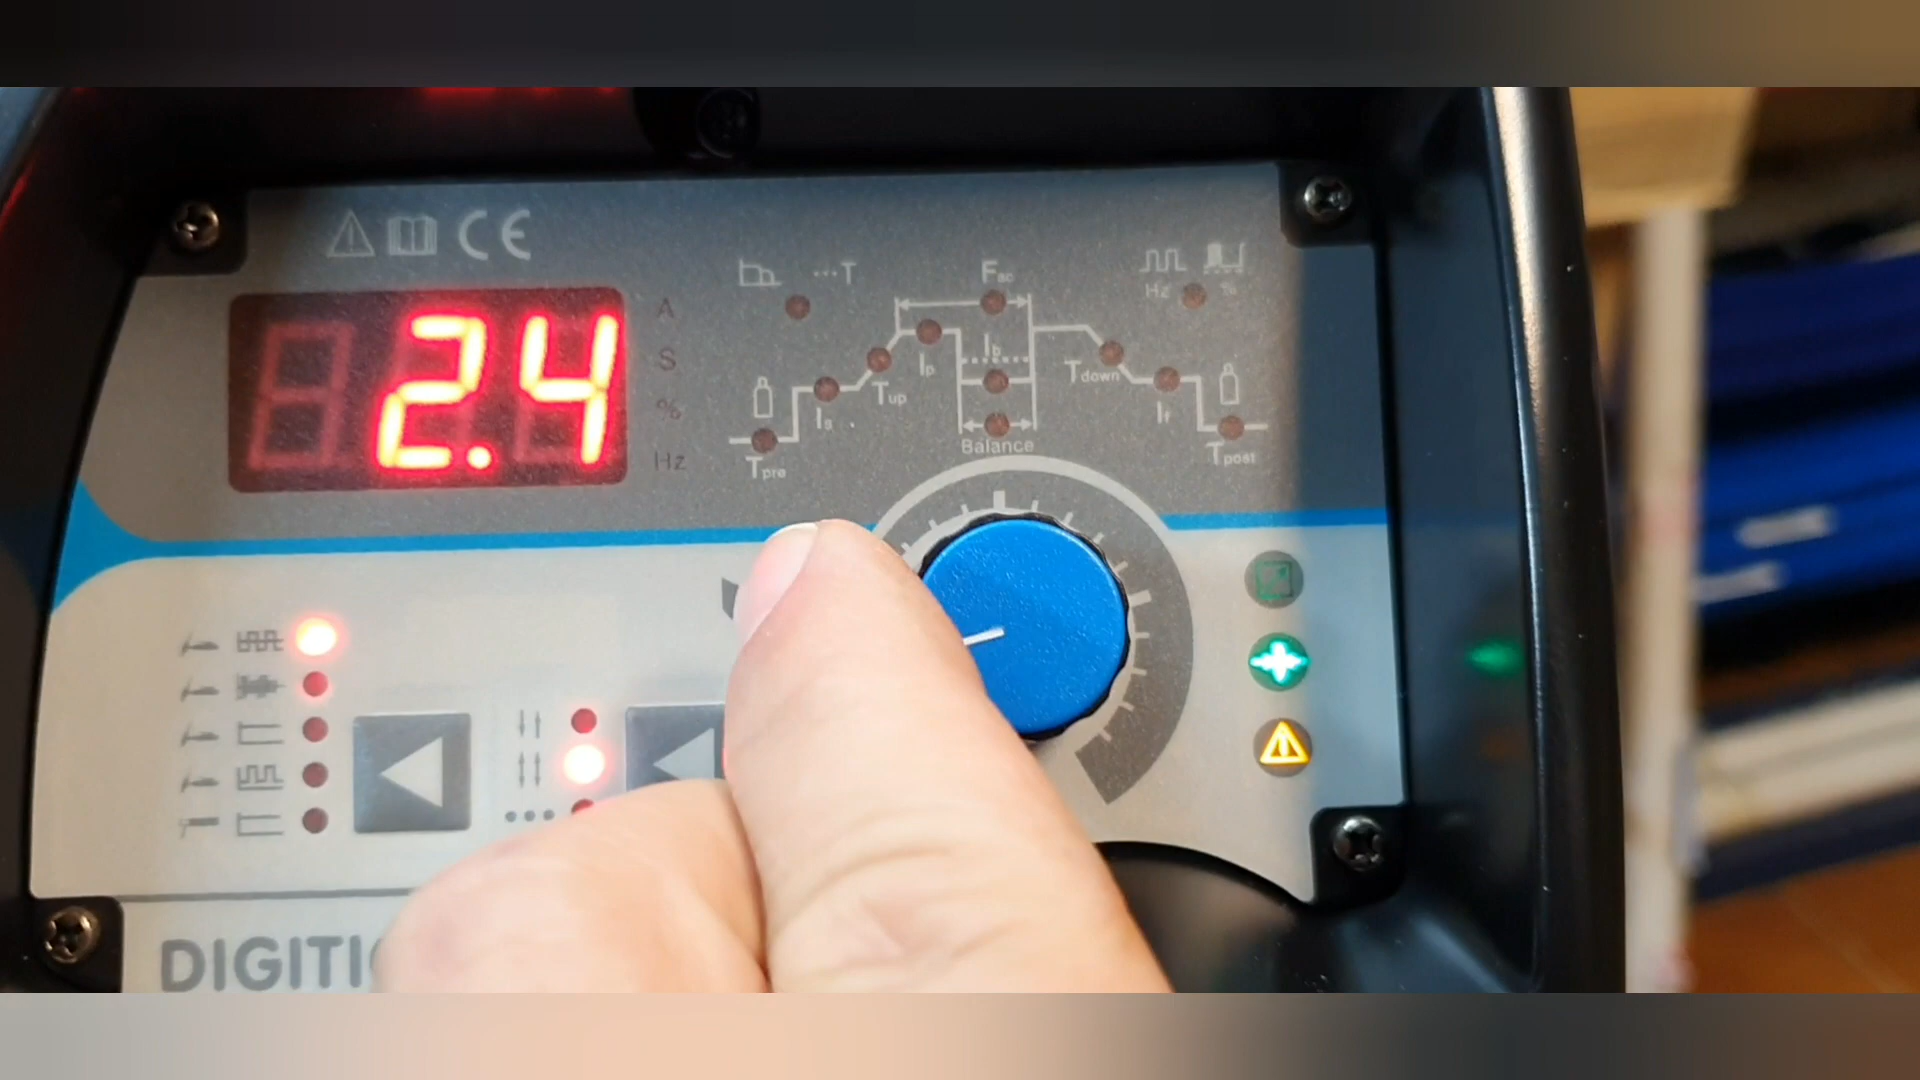 CE
2.4
A
S
%
Hz
...T
Fac
Hz %
Ib
Ip
Tup
Is
Tdown
If
Tpre
Balance
Tpost
DIGITI